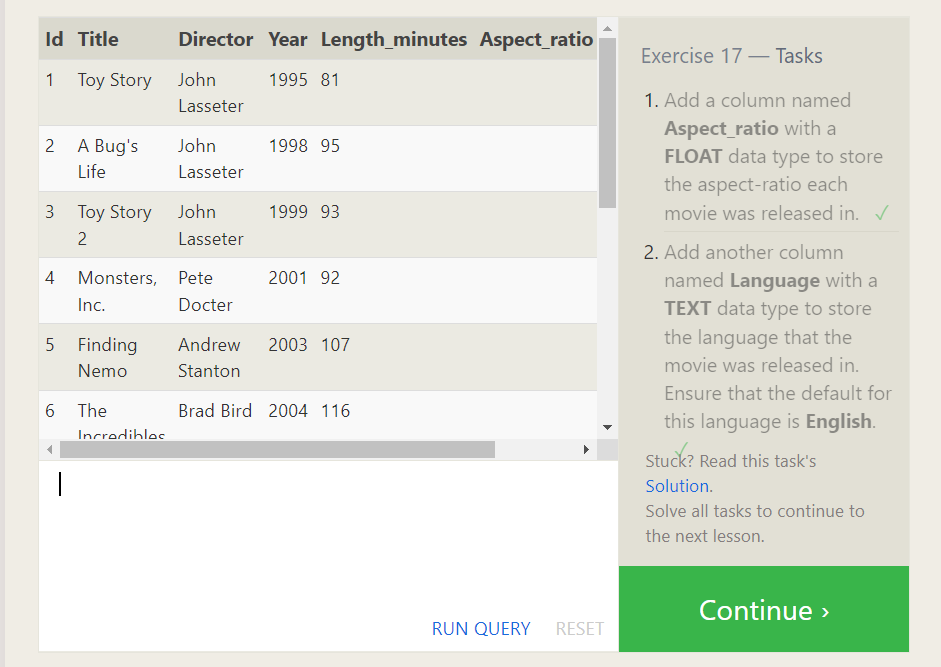 Id Title Director Year Length_minutes Aspect_ratio
1 Toy Story John 1995 81
Lasseter
2 A Bug's John 1998 95
Life Lasseter
3 Toy Story John 1999 93
2 Lasseter
4 Monsters, Pete 2001 92
Inc. Docter
5 Finding Andrew 2003 107
Nemo Stanton
6 The Brad Bird 2004 116
Incredibles
RUN QUERY RESET
Exercise 17 — Tasks
1. Add a column named
Aspect_ratio with a
FLOAT data type to store
the aspect-ratio each
movie was released in. ✓
2. Add another column
named Language with a
TEXT data type to store
the language that the
movie was released in.
Ensure that the default for
this language is English.
✓
Stuck? Read this task's
Solution.
Solve all tasks to continue to
the next lesson.
Continue ›